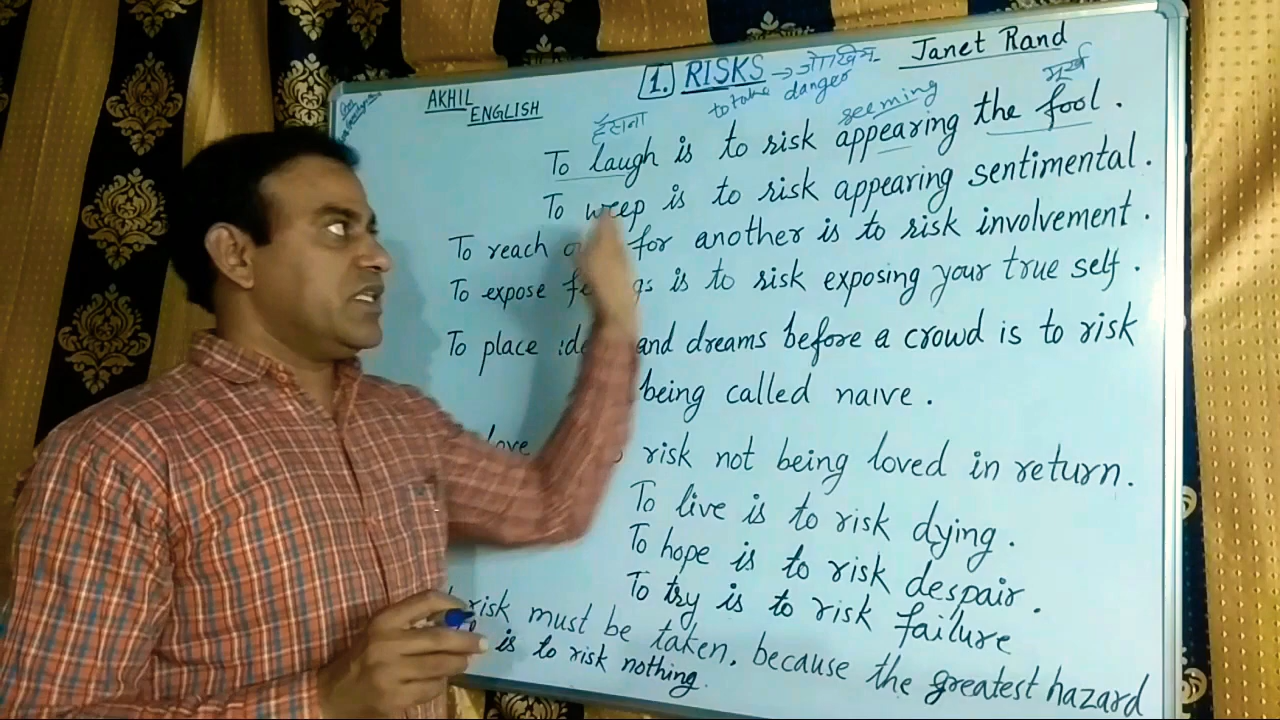 1. RISKS → जोखिम
Janet Rand
AKHIL
ENGLISH
to take danger
मूर्ख
हँसना
seeming
To laugh is to risk appearing the fool.
To weep is to risk appearing sentimental.
To reach for another is to risk involvement.
To expose is to risk exposing your true self.
To place and dreams before a crowd is to risk
being called naive.
love risk not being loved in return.
To live is to risk dying.
To hope is to risk despair.
To try is to risk failure
risk must be taken, because the greatest hazard
is to risk nothing.